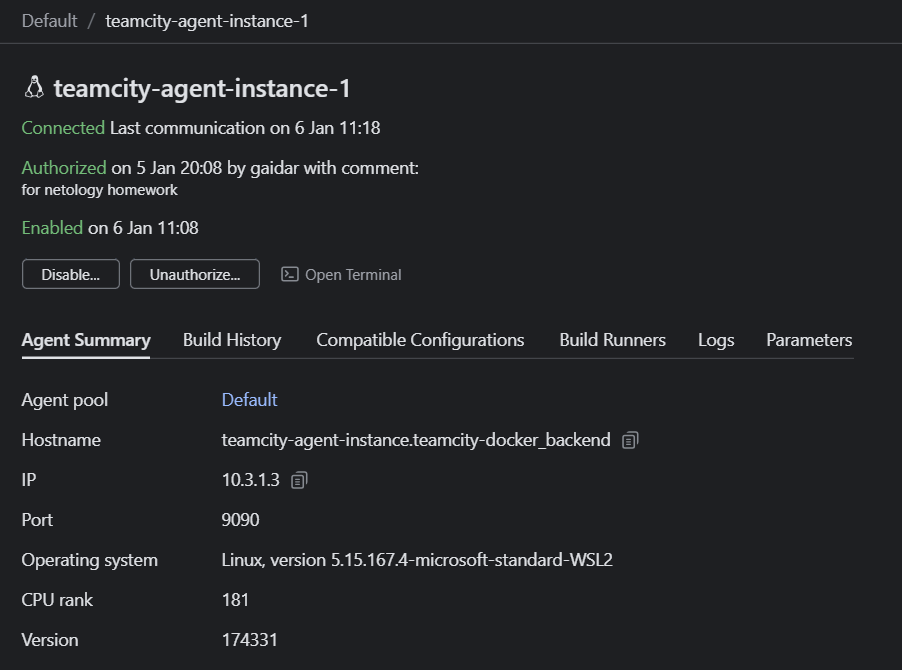 Default / teamcity-agent-instance-1
teamcity-agent-instance-1
Connected Last communication on 6 Jan 11:18
Authorized on 5 Jan 20:08 by gaidar with comment:
for netology homework
Enabled on 6 Jan 11:08
Disable... Unauthorize... Open Terminal
Agent Summary Build History Compatible Configurations Build Runners Logs Parameters
Agent pool Default
Hostname teamcity-agent-instance.teamcity-docker_backend
IP 10.3.1.3
Port 9090
Operating system Linux, version 5.15.167.4-microsoft-standard-WSL2
CPU rank 181
Version 174331